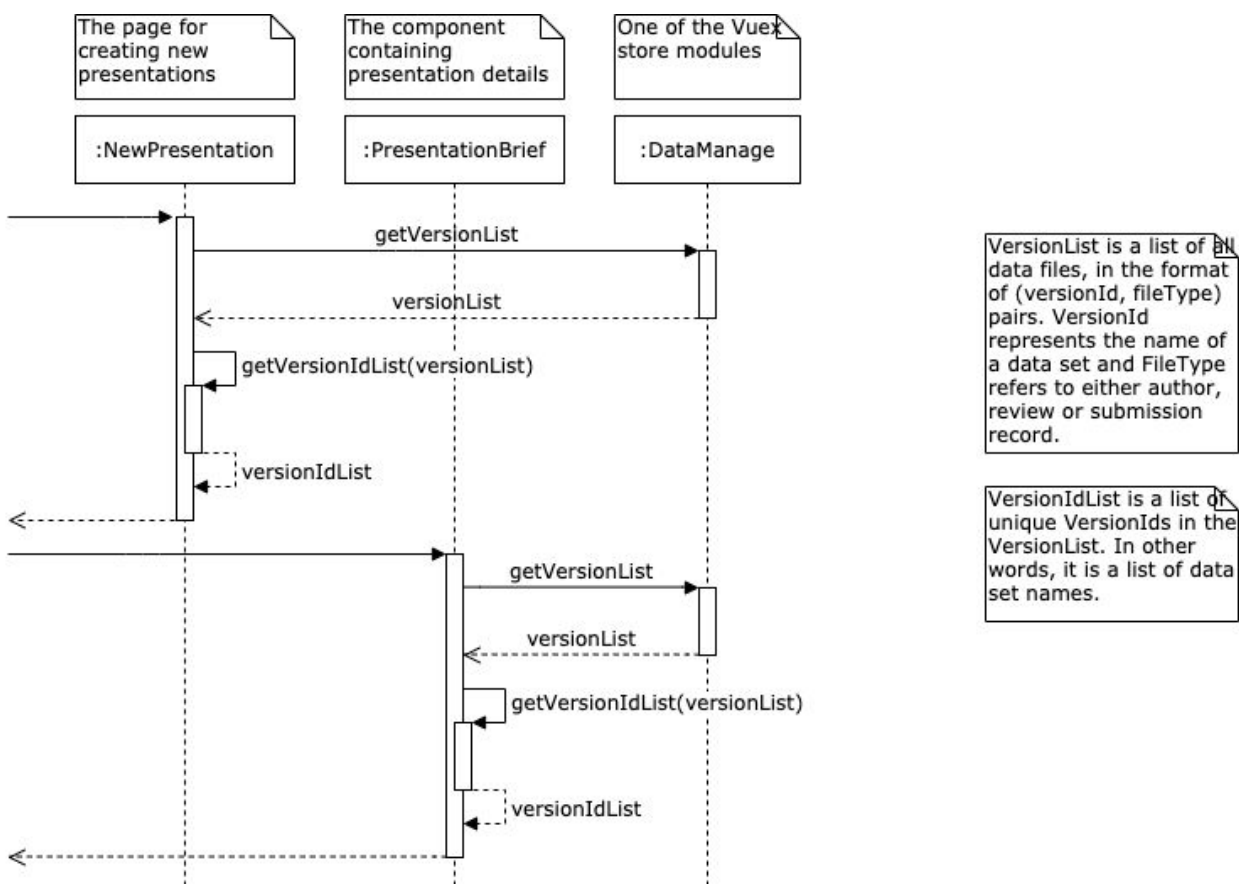 The page for
creating new
presentations
The component
containing
presentation details
One of the Vuex
store modules
:NewPresentation
:PresentationBrief
:DataManage
getVersionList
versionList
getVersionIdList(versionList)
versionIdList
getVersionList
versionList
getVersionIdList(versionList)
versionIdList
VersionList is a list of all
data files, in the format
of (versionId, fileType)
pairs. VersionId
represents the name of
a data set and FileType
refers to either author,
review or submission
record.
VersionIdList is a list of
unique VersionIds in the
VersionList. In other
words, it is a list of data
set names.